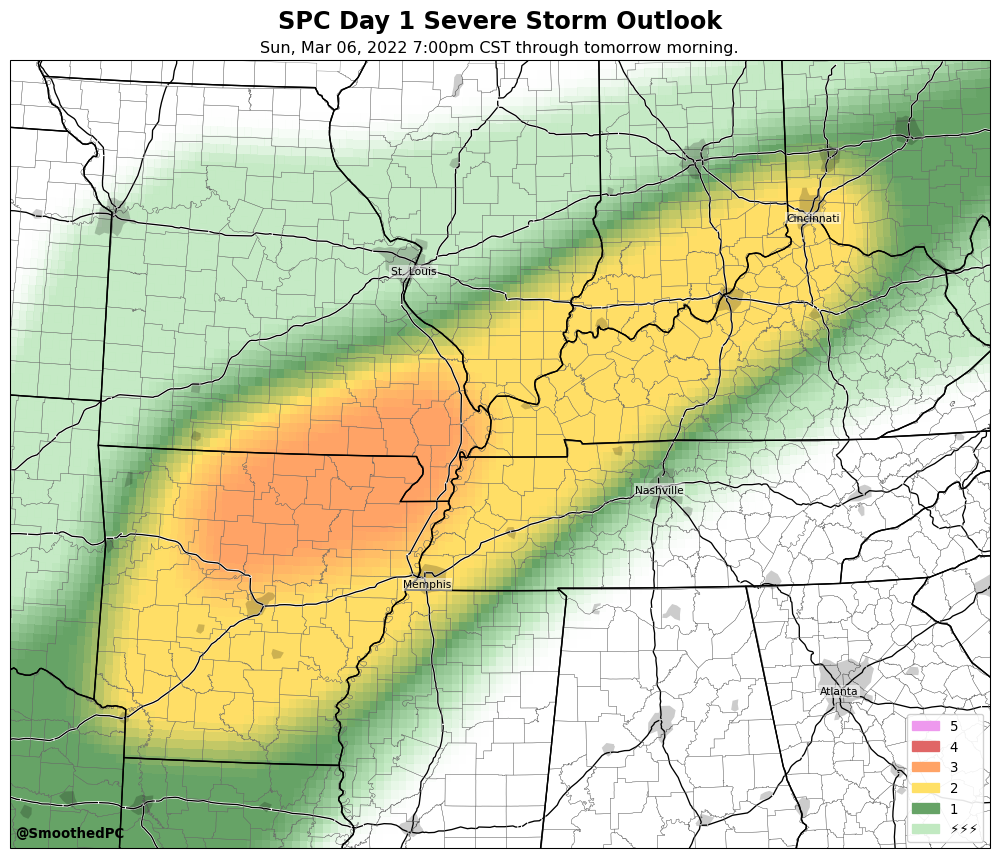 SPC Day 1 Severe Storm Outlook
Sun, Mar 06, 2022 7:00pm CST through tomorrow morning.
Cincinnati
St. Louis
Nashville
Memphis
Atlanta
5
4
3
2
1
⚡⚡⚡
@SmoothedPC